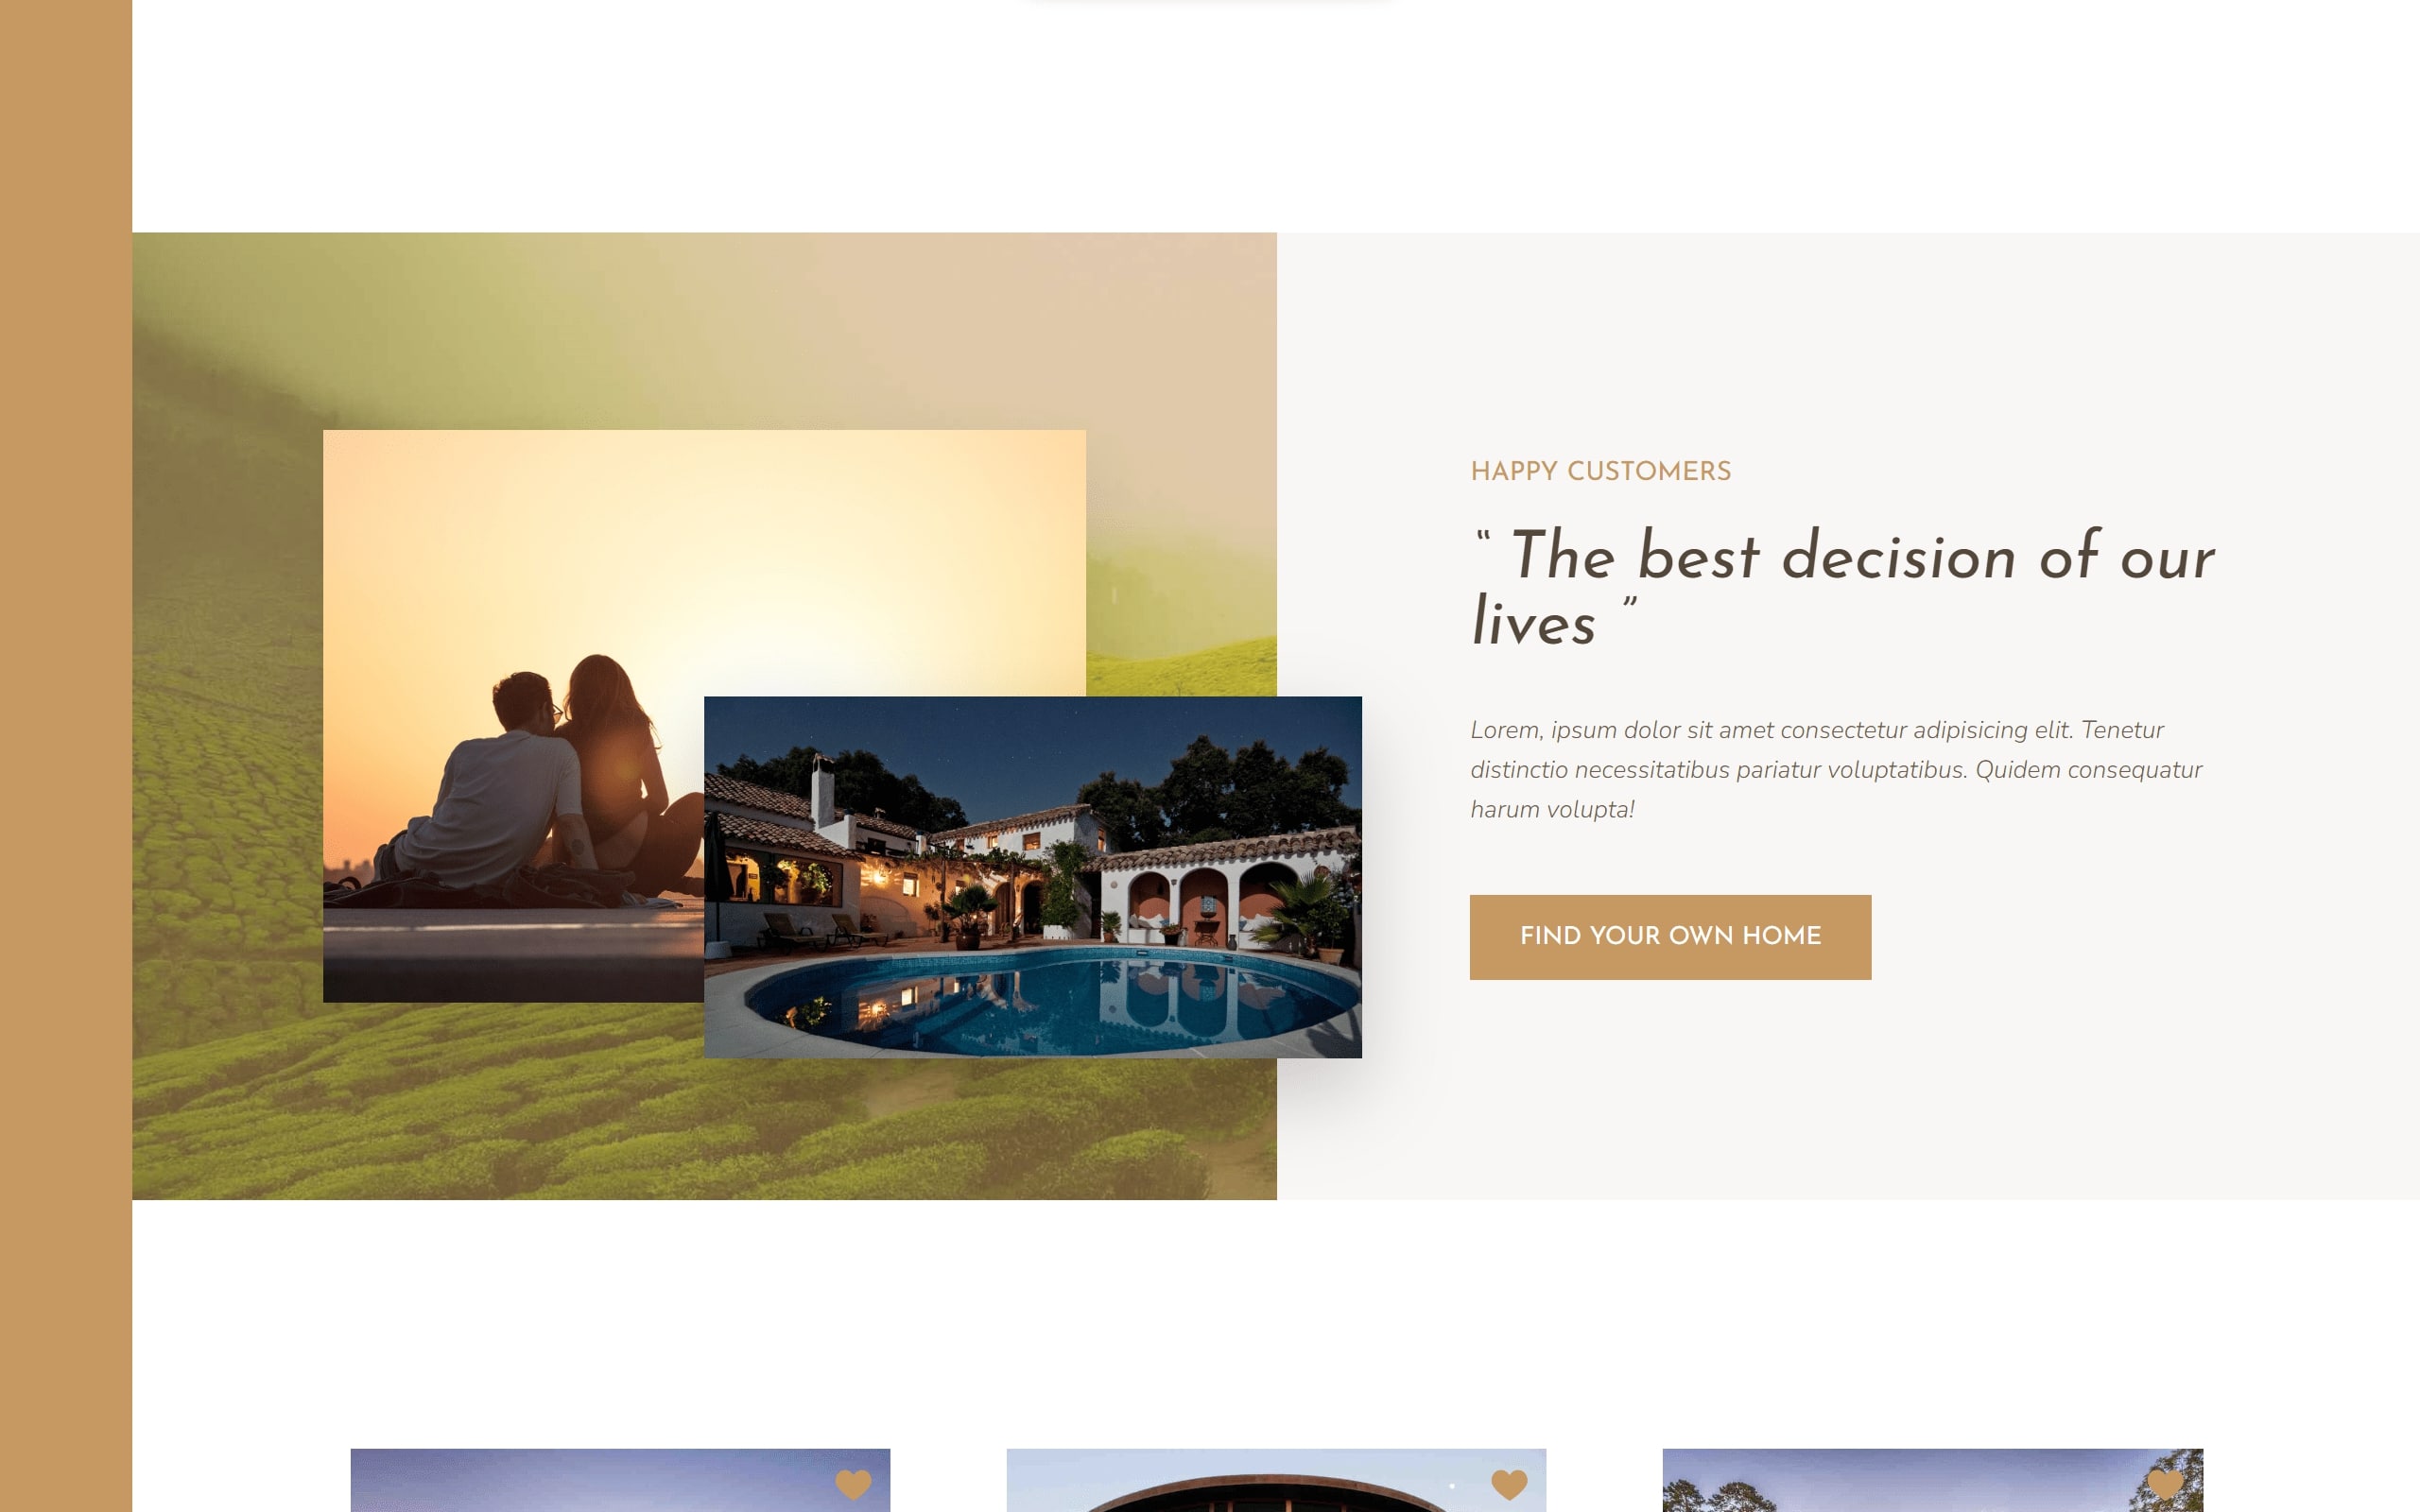 HAPPY CUSTOMERS
“ The best decision of our
lives ”
Lorem, ipsum dolor sit amet consectetur adipisicing elit. Tenetur
distinctio necessitatibus pariatur voluptatibus. Quidem consequatur
harum volupta!
FIND YOUR OWN HOME